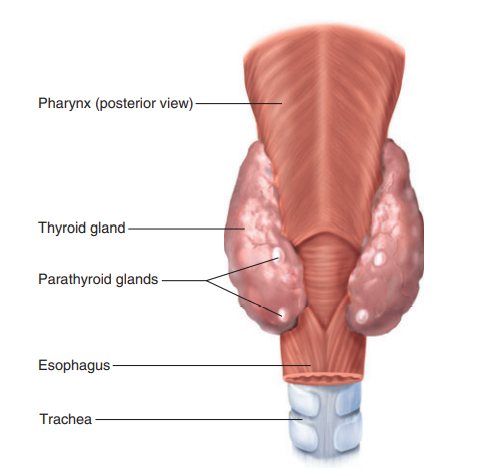 Pharynx (posterior view)
Thyroid gland
Parathyroid glands
Esophagus
Trachea